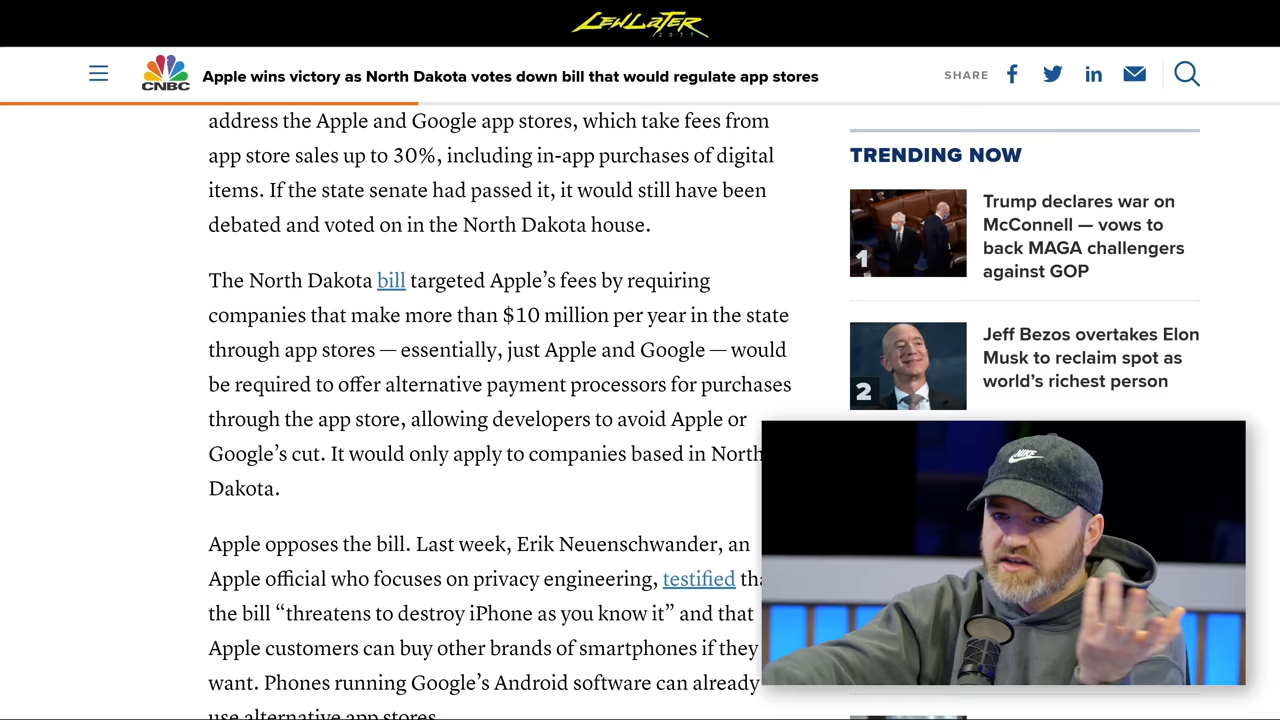 LEWLATER
2077
CNBC
Apple wins victory as North Dakota votes down bill that would regulate app stores
SHARE
address the Apple and Google app stores, which take fees from
app store sales up to 30%, including in-app purchases of digital
items. If the state senate had passed it, it would still have been
debated and voted on in the North Dakota house.
The North Dakota bill targeted Apple’s fees by requiring
companies that make more than $10 million per year in the state
through app stores — essentially, just Apple and Google — would
be required to offer alternative payment processors for purchases
through the app store, allowing developers to avoid Apple or
Google’s cut. It would only apply to companies based in North
Dakota.
Apple opposes the bill. Last week, Erik Neuenschwander, an
Apple official who focuses on privacy engineering, testified
the bill “threatens to destroy iPhone as you know it” and that
Apple customers can buy other brands of smartphones if they
want. Phones running Google’s Android software can already
use alternative app stores.
TRENDING NOW
1
Trump declares war on
McConnell — vows to
back MAGA challengers
against GOP
2
Jeff Bezos overtakes Elon
Musk to reclaim spot as
world’s richest person
NIKE